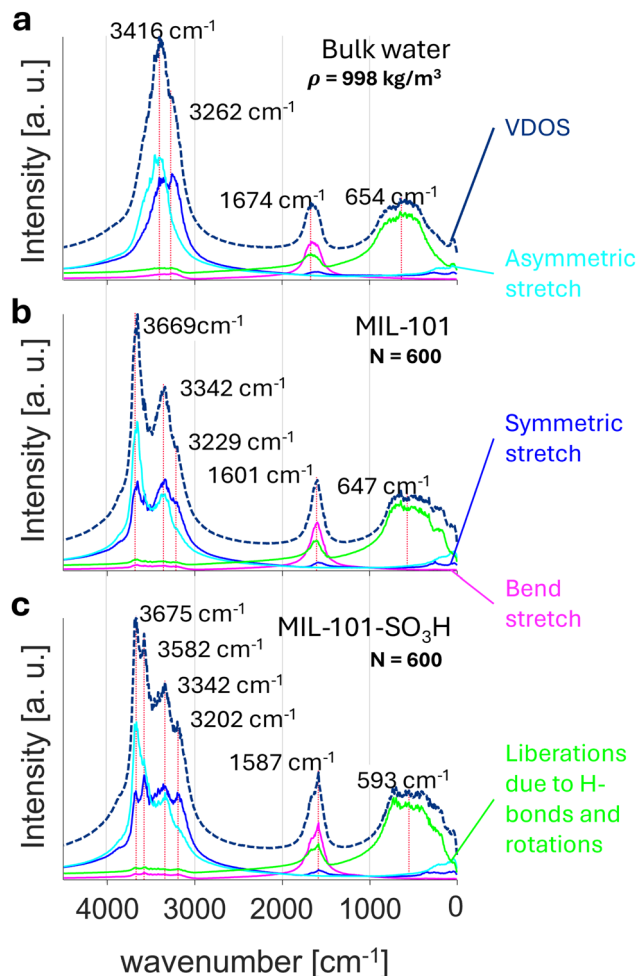 a
3416 cm-1
Bulk water
ρ = 998 kg/m³
3262 cm-1
VDOS
1674 cm-1
654 cm-1
Intensity [a. u.]
Asymmetric
stretch
b
3669cm-1
MIL-101
N = 600
3342 cm-1
3229 cm-1
1601 cm-1
647 cm-1
Intensity [a. u.]
Symmetric
stretch
Bend
stretch
c
3675 cm-1
3582 cm-1
MIL-101-SO₃H
N = 600
3342 cm-1
3202 cm-1
1587 cm-1
593 cm-1
Intensity [a. u.]
Liberations
due to H-
bonds and
rotations
4000 3000 2000 1000 0
wavenumber [cm-1]